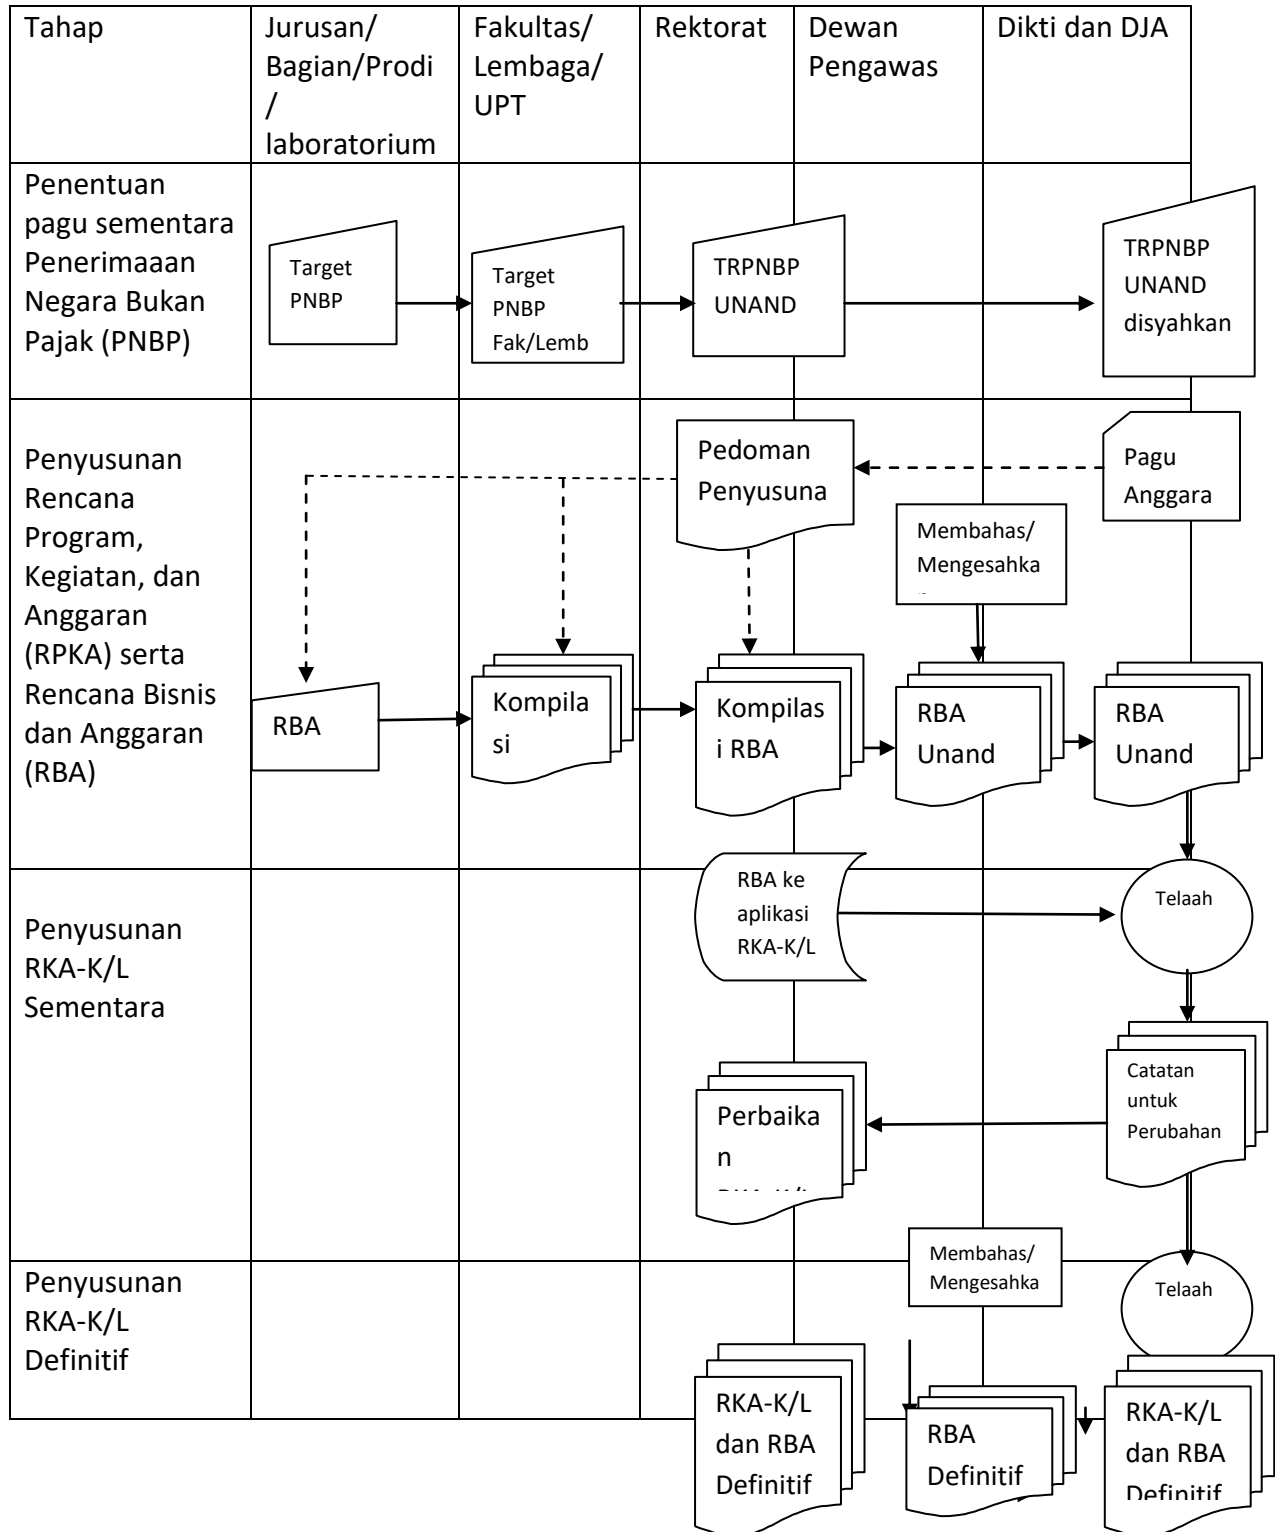 Tahap
Jurusan/
Bagian/Prodi
/
laboratorium
Fakultas/
Lembaga/
UPT
Rektorat
Dewan
Pengawas
Dikti dan DJA
Penentuan
pagu sementara
Penerimaaan
Negara Bukan
Pajak (PNBP)
Target
PNBP
Target
PNBP
Fak/Lemb
TRPNBP
UNAND
TRPNBP
UNAND
disyahkan
Penyusunan
Rencana
Program,
Kegiatan, dan
Anggaran
(RPKA) serta
Rencana Bisnis
dan Anggaran
(RBA)
Pedoman
Penyusuna
Pagu
Anggara
Membahas/
Mengesahka
RBA
Kompila
si
Kompilas
i RBA
RBA
Unand
RBA
Unand
Penyusunan
RKA-K/L
Sementara
RBA ke
aplikasi
RKA-K/L
Telaah
Catatan
untuk
Perubahan
Perbaika
n
RKA-K/L
Penyusunan
RKA-K/L
Definitif
Membahas/
Mengesahka
Telaah
RKA-K/L
dan RBA
Definitif
RBA
Definitif
RKA-K/L
dan RBA
Definitif